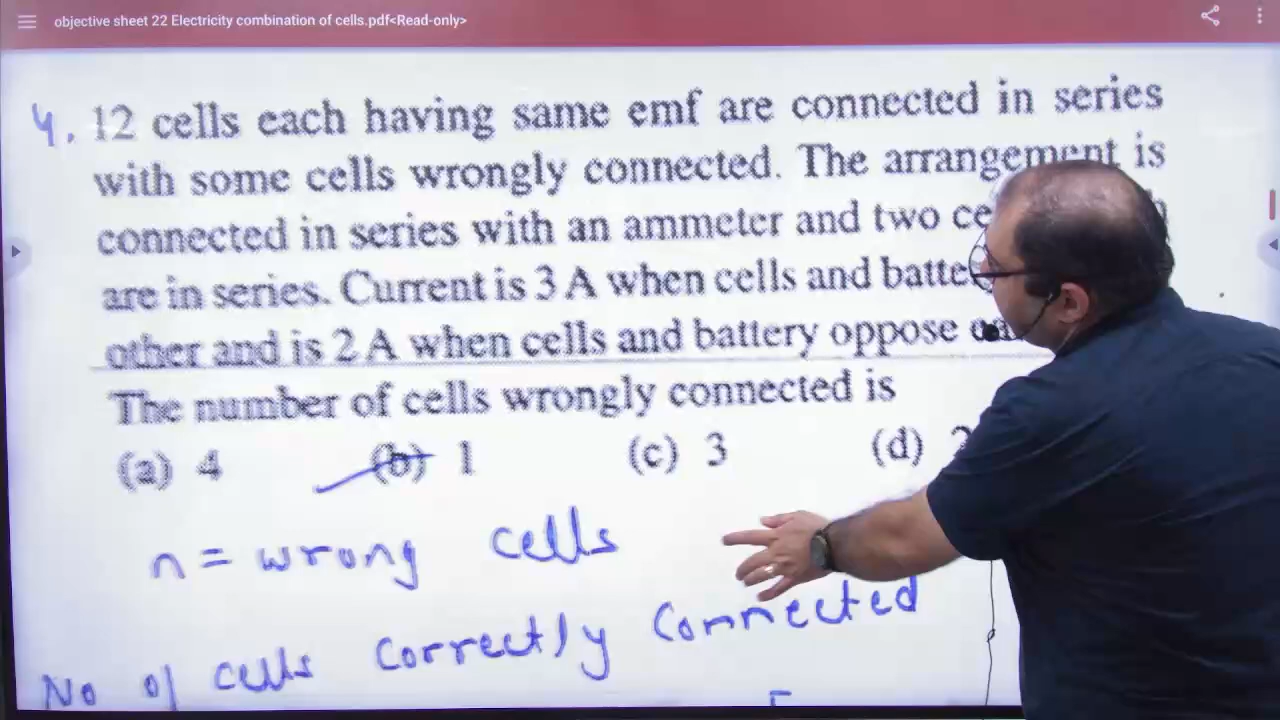 objective sheet 22 Electricity combination of cells.pdf<Read-only>
4. 12 cells each having same emf are connected in series
with some cells wrongly connected. The arrangement is
connected in series with an ammeter and two
are in series. Current is 3 A when cells and
other and is 2 A when cells and battery oppose
The number of cells wrongly connected is
(a) 4 (b) 1 (c) 3 (d)
n = wrong cells
No of cells correctly connected